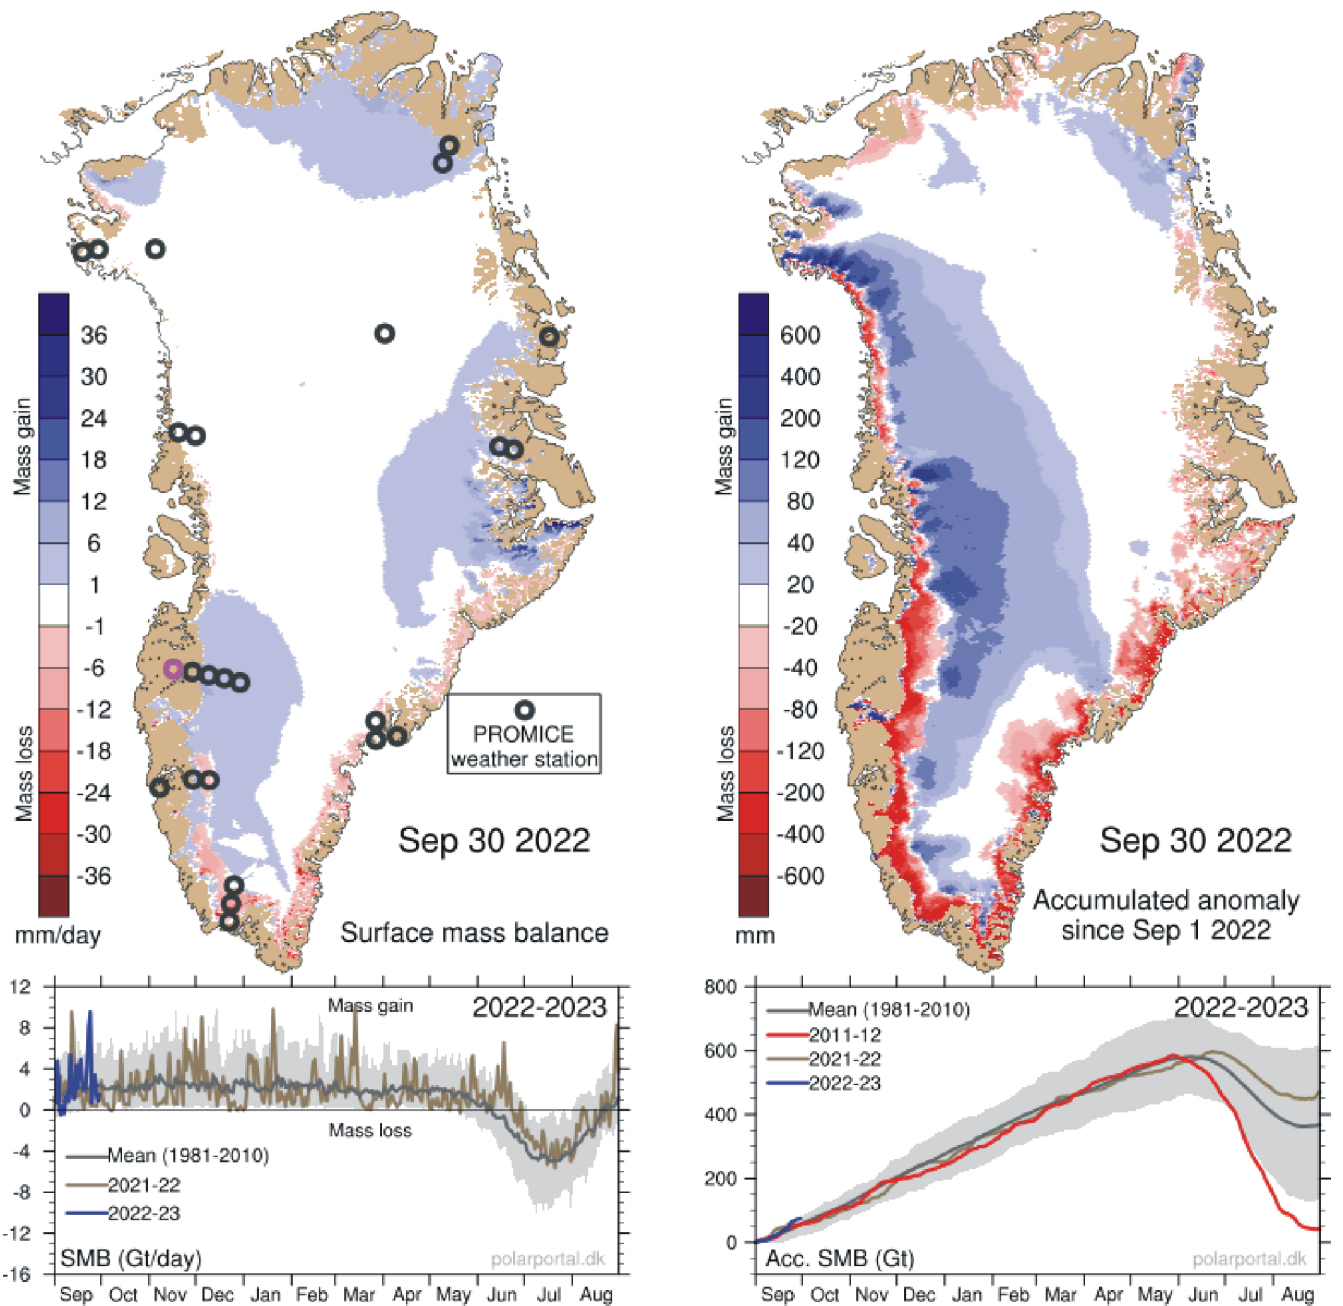 36
30
24
18
12
6
1
-1
-6
-12
-18
-24
-30
-36
mm/day
Mass gain
Mass loss
PROMICE
weather station
Sep 30 2022
Surface mass balance
600
400
200
120
80
40
20
-20
-40
-80
-120
-200
-400
-600
mm
Mass gain
Mass loss
Sep 30 2022
Accumulated anomaly
since Sep 1 2022
12
8
4
0
-4
-8
-12
-16
Mass gain
2022-2023
Mass loss
Mean (1981-2010)
2021-22
2022-23
SMB (Gt/day)
polarportal.dk
Sep Oct Nov Dec Jan Feb Mar Apr May Jun Jul Aug
800
600
400
200
0
2022-2023
Mean (1981-2010)
2011-12
2021-22
2022-23
Acc. SMB (Gt)
polarportal.dk
Sep Oct Nov Dec Jan Feb Mar Apr May Jun Jul Aug